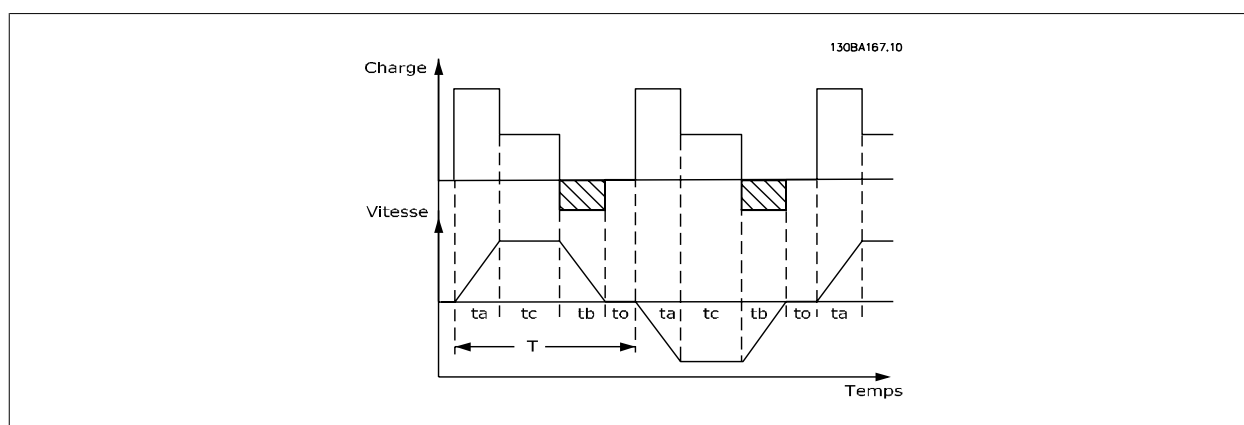 130BA167.10
Charge
Vitesse
ta tc tb to ta tc tb to ta
T
Temps